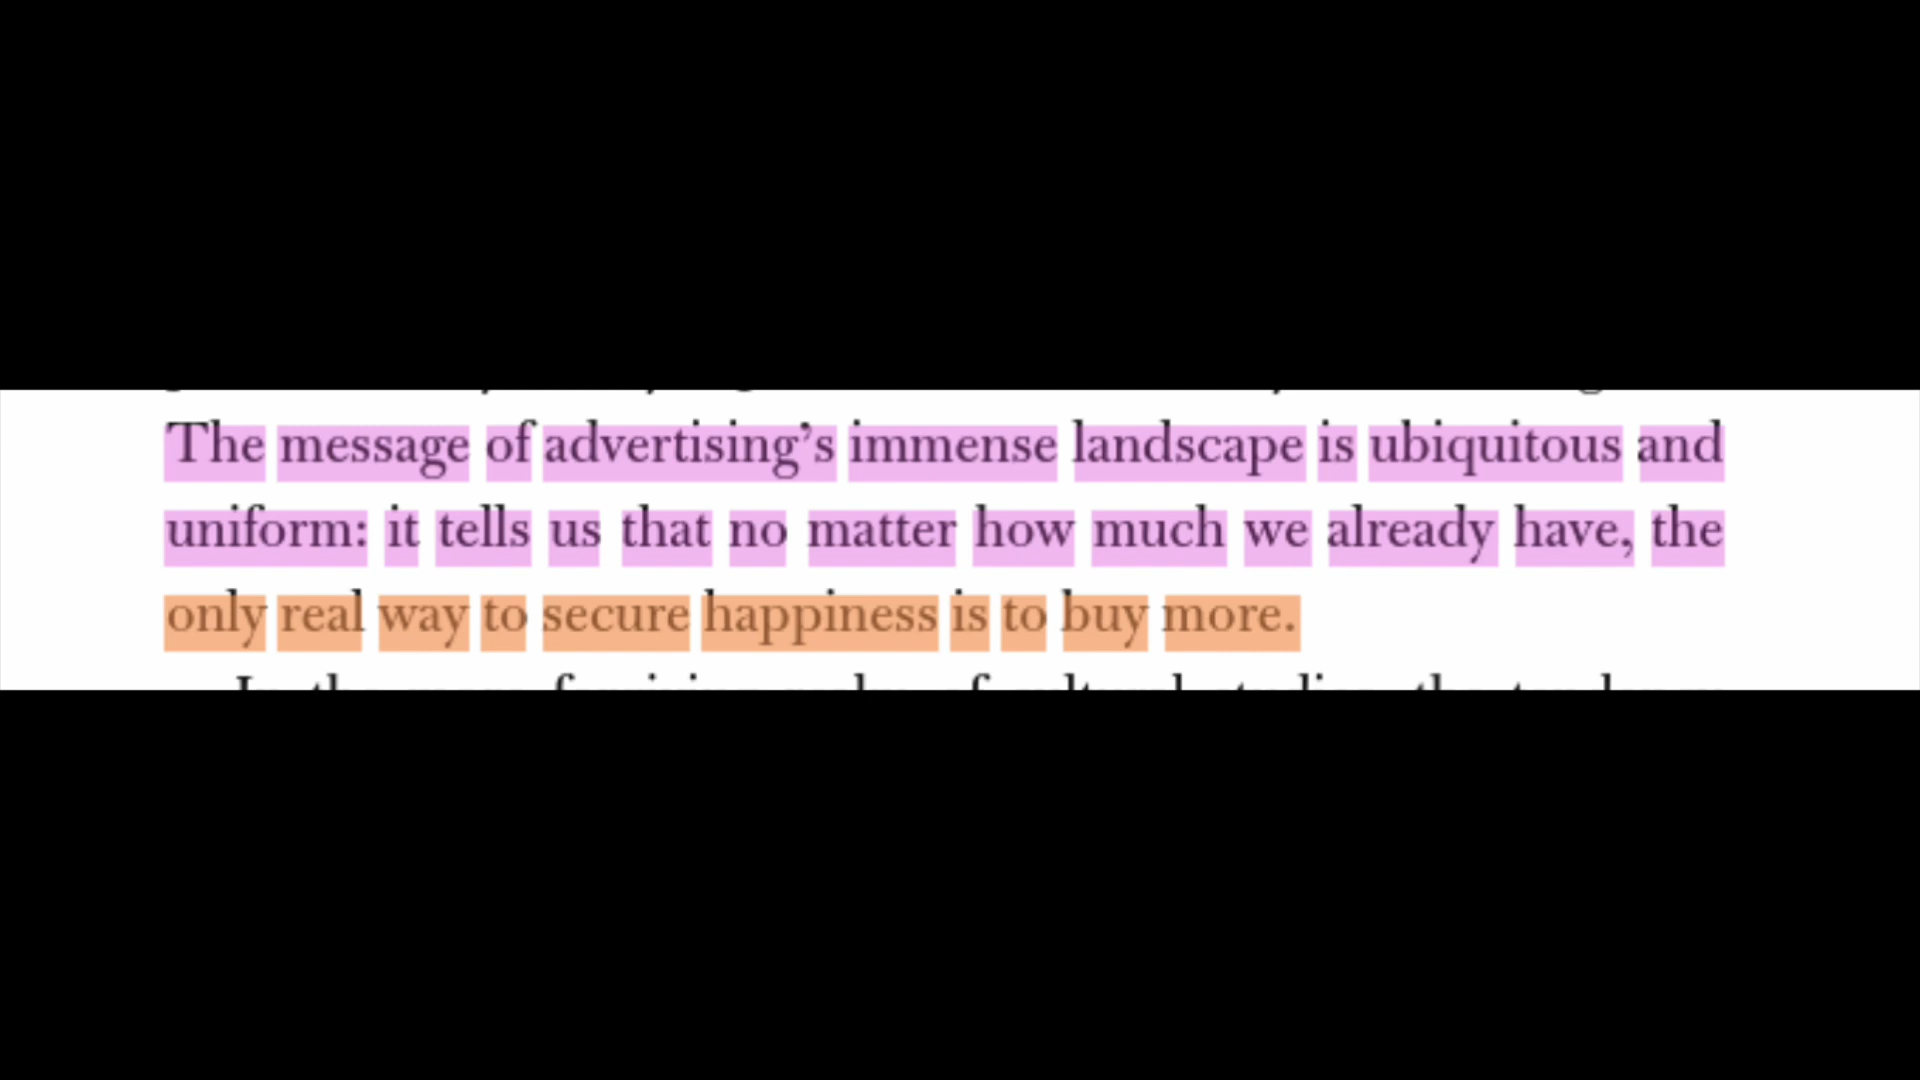 The message of advertising’s immense landscape is ubiquitous and
uniform: it tells us that no matter how much we already have, the
only real way to secure happiness is to buy more.